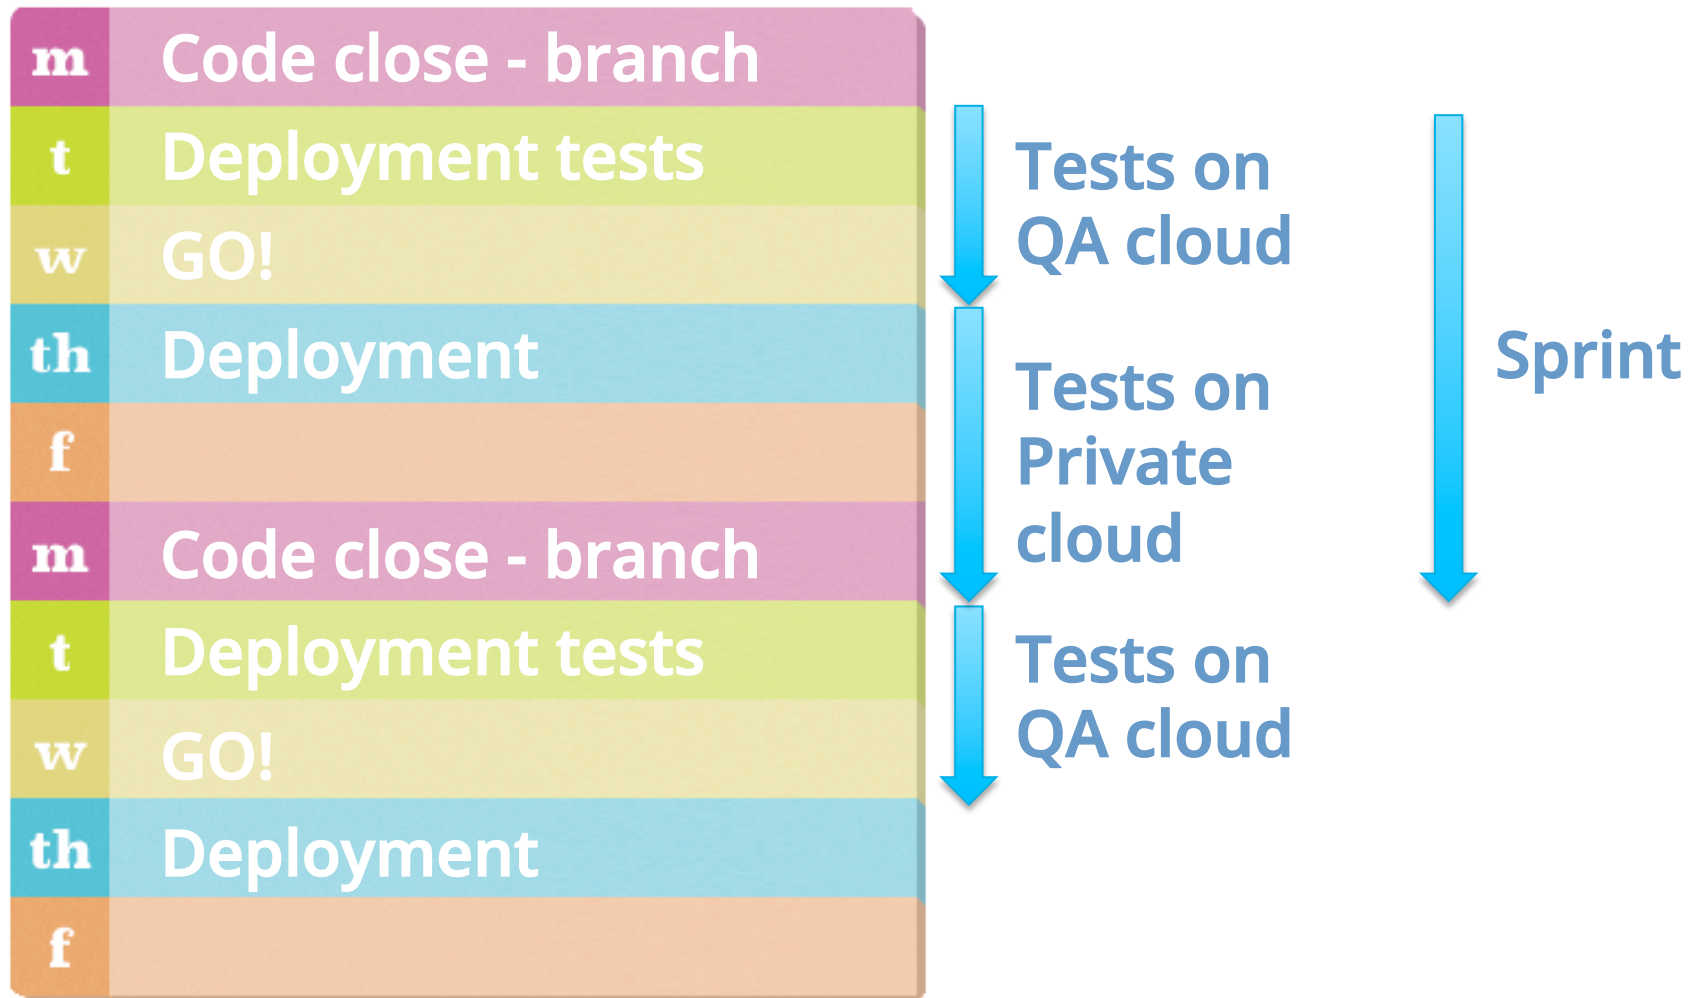 m Code close - branch
t Deployment tests
w GO!
th Deployment
f
m Code close - branch
t Deployment tests
w GO!
th Deployment
f
Tests on
QA cloud
Tests on
Private
cloud
Tests on
QA cloud
Sprint